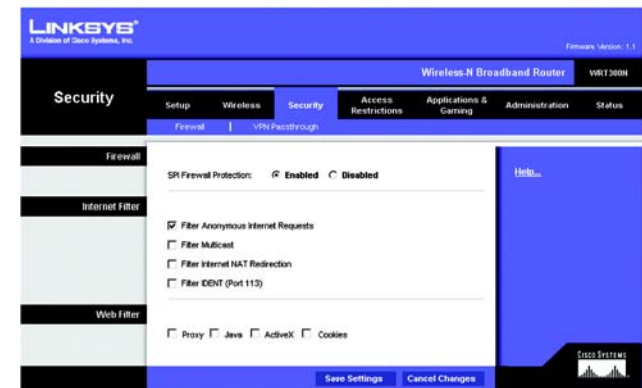 LINKSYS®
A Division of Cisco Systems, Inc.
Firmware Version: 1.1
Wireless-N Broadband Router WRT300N
Security
Setup Wireless Security Access Restrictions Applications & Gaming Administration Status
Firewall | VPN Passthrough
Firewall
SPI Firewall Protection: Enabled Disabled
Help...
Internet Filter
Filter Anonymous Internet Requests
Filter Multicast
Filter Internet NAT Redirection
Filter IDENT (Port 113)
Web Filter
Proxy Java ActiveX Cookies
Save Settings Cancel Changes
CISCO SYSTEMS